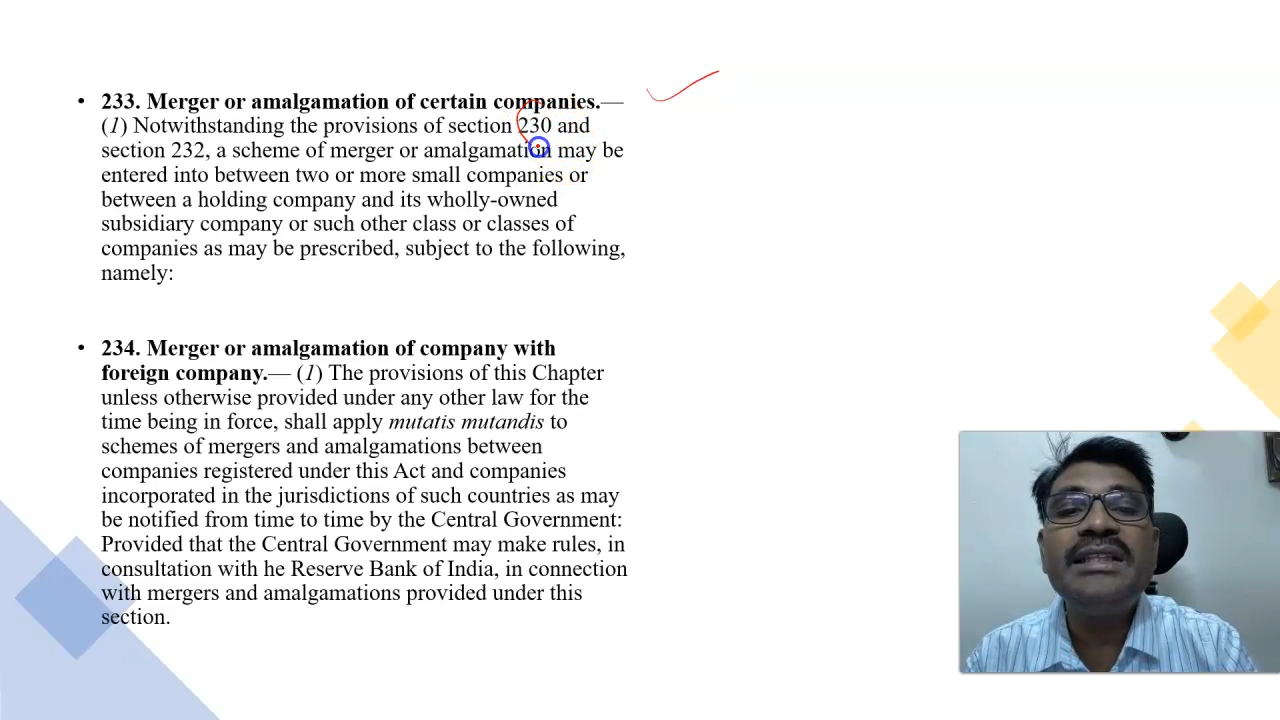 • 233. Merger or amalgamation of certain companies.—
(1) Notwithstanding the provisions of section 230 and
section 232, a scheme of merger or amalgamation may be
entered into between two or more small companies or
between a holding company and its wholly-owned
subsidiary company or such other class or classes of
companies as may be prescribed, subject to the following,
namely:
• 234. Merger or amalgamation of company with
foreign company.— (1) The provisions of this Chapter
unless otherwise provided under any other law for the
time being in force, shall apply mutatis mutandis to
schemes of mergers and amalgamations between
companies registered under this Act and companies
incorporated in the jurisdictions of such countries as may
be notified from time to time by the Central Government:
Provided that the Central Government may make rules, in
consultation with he Reserve Bank of India, in connection
with mergers and amalgamations provided under this
section.